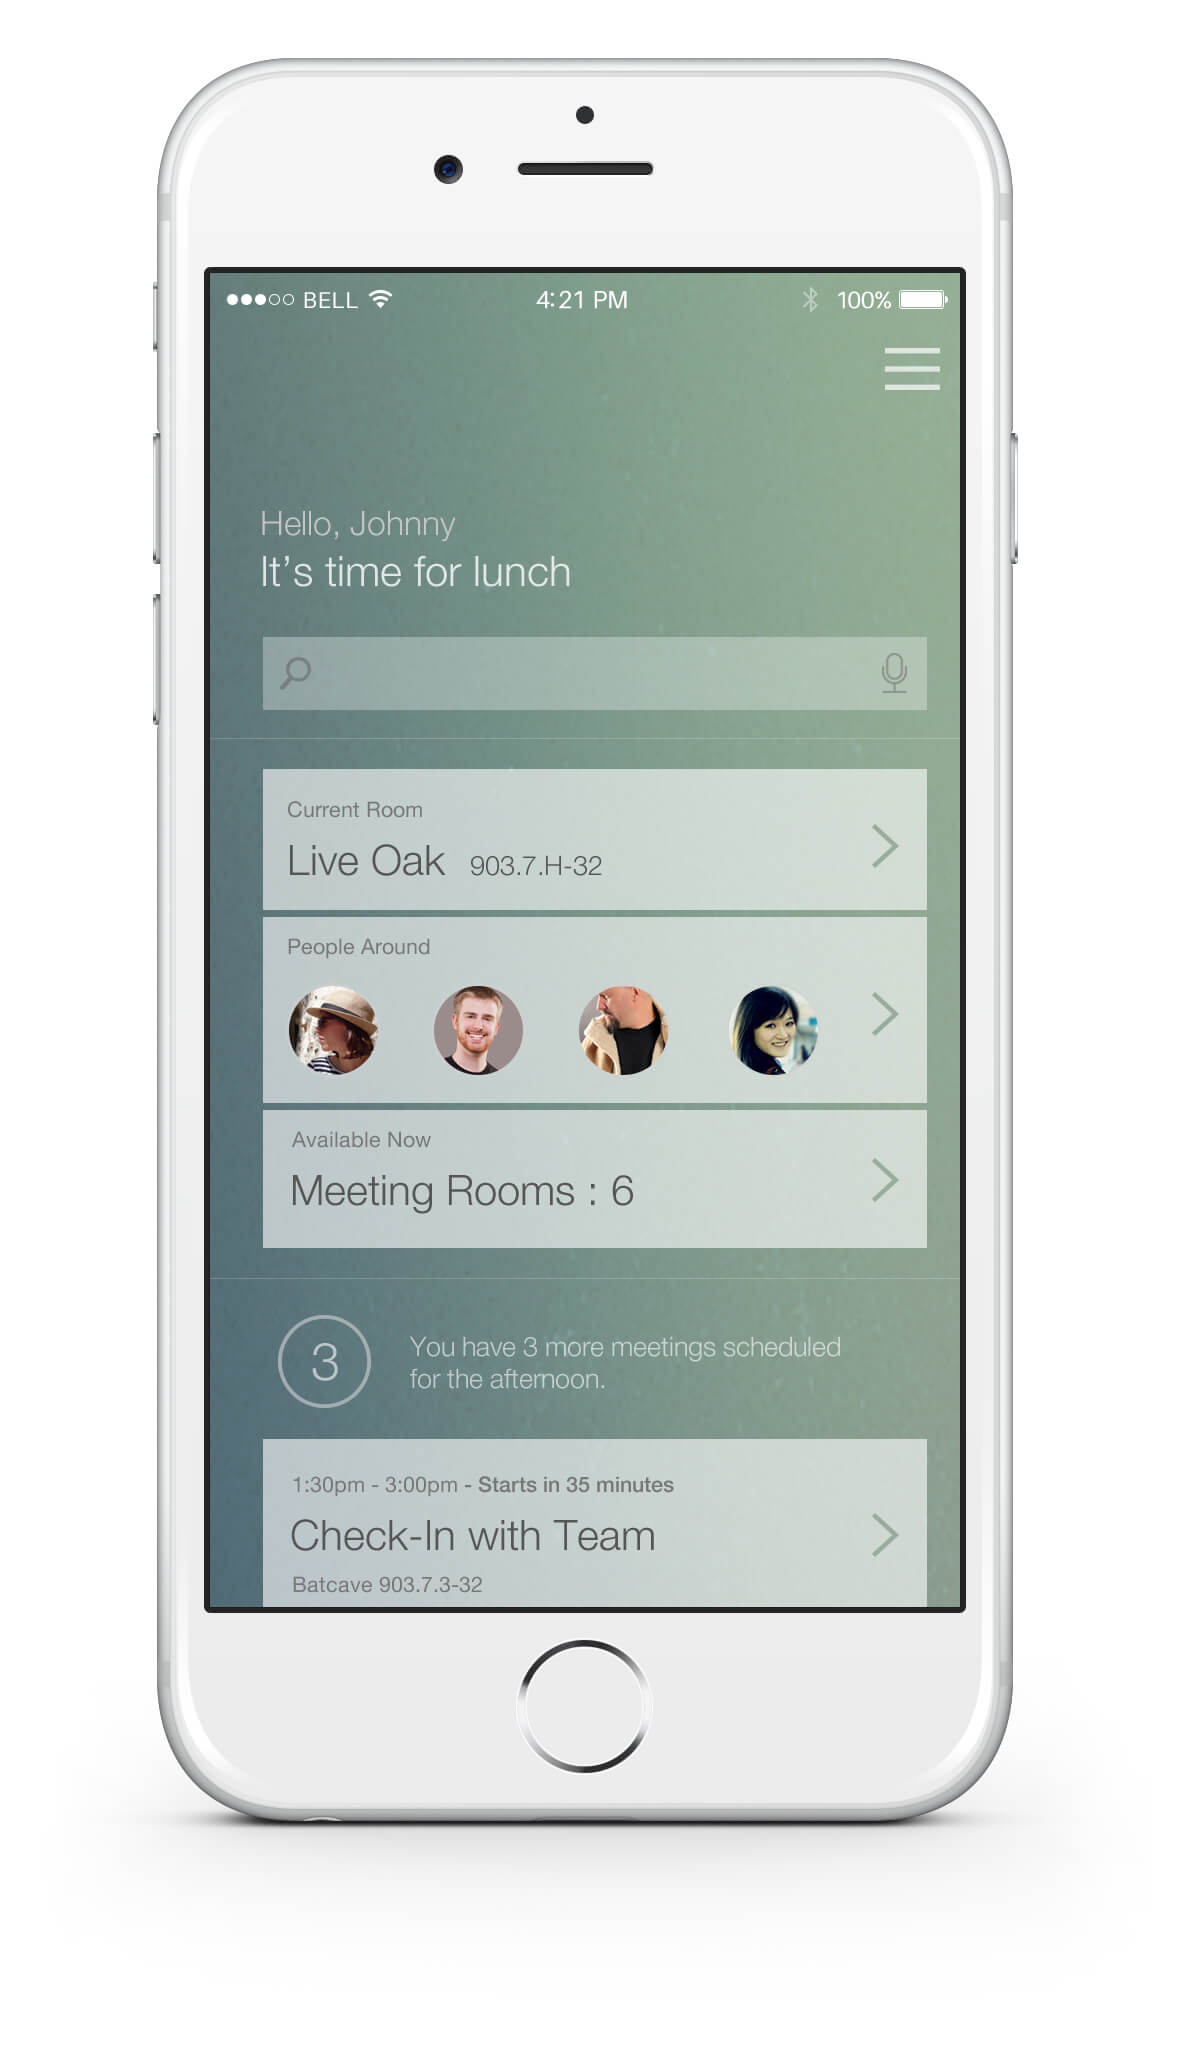 BELL 4:21 PM 100%
Hello, Johnny
It's time for lunch
Current Room
Live Oak 903.7.H-32
People Around
Available Now
Meeting Rooms : 6
3
You have 3 more meetings scheduled
for the afternoon.
1:30pm - 3:00pm - Starts in 35 minutes
Check-In with Team
Batcave 903.7.3-32